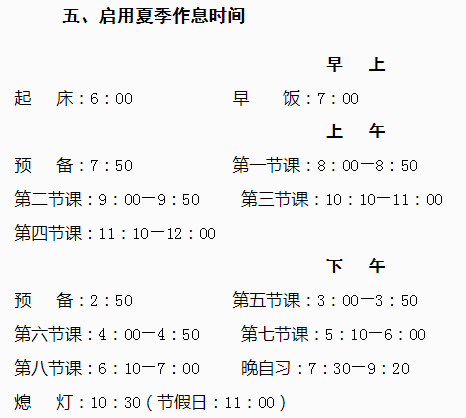 五、启用夏季作息时间
早 上
起 床：6：00 早 饭：7：00
上 午
预 备：7：50 第一节课：8：00—8：50
第二节课：9：00—9：50 第三节课：10：10—11：00
第四节课：11：10—12：00
下 午
预 备：2：50 第五节课：3：00—3：50
第六节课：4：00—4：50 第七节课：5：10—6：00
第八节课：6：10—7：00 晚自习：7：30—9：20
熄 灯：10：30（节假日：11：00）